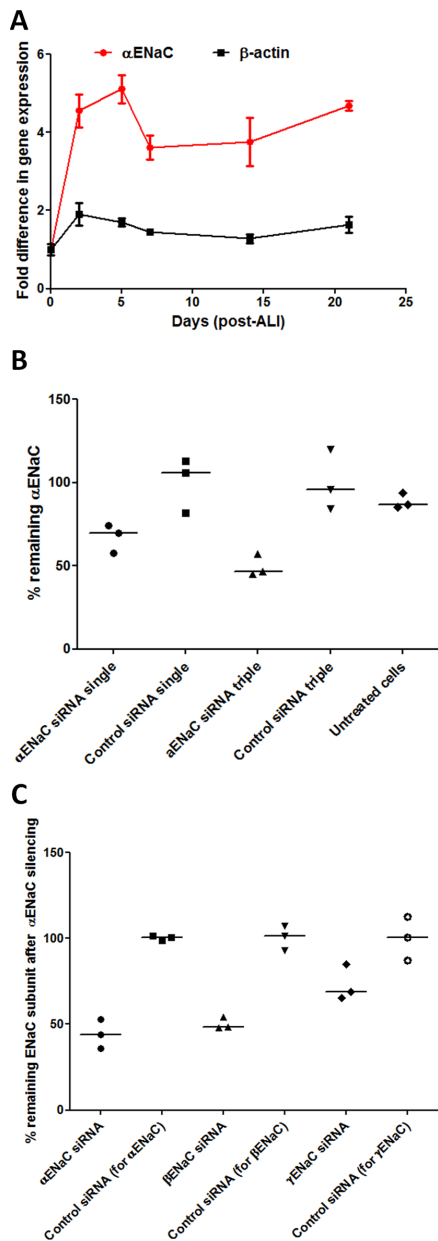 A
αENaC
β-actin
Fold difference in gene expression
6
4
2
0
0
5
10
15
20
25
Days (post-ALI)
B
% remaining αENaC
150
100
50
0
αENaC siRNA single
Control siRNA single
aENaC siRNA triple
Control siRNA triple
Untreated cells
C
% remaining ENaC subunit after αENaC silencing
150
100
50
0
αENaC siRNA
Control siRNA (for αENaC)
βENaC siRNA
Control siRNA (for βENaC)
γENaC siRNA
Control siRNA (for γENaC)